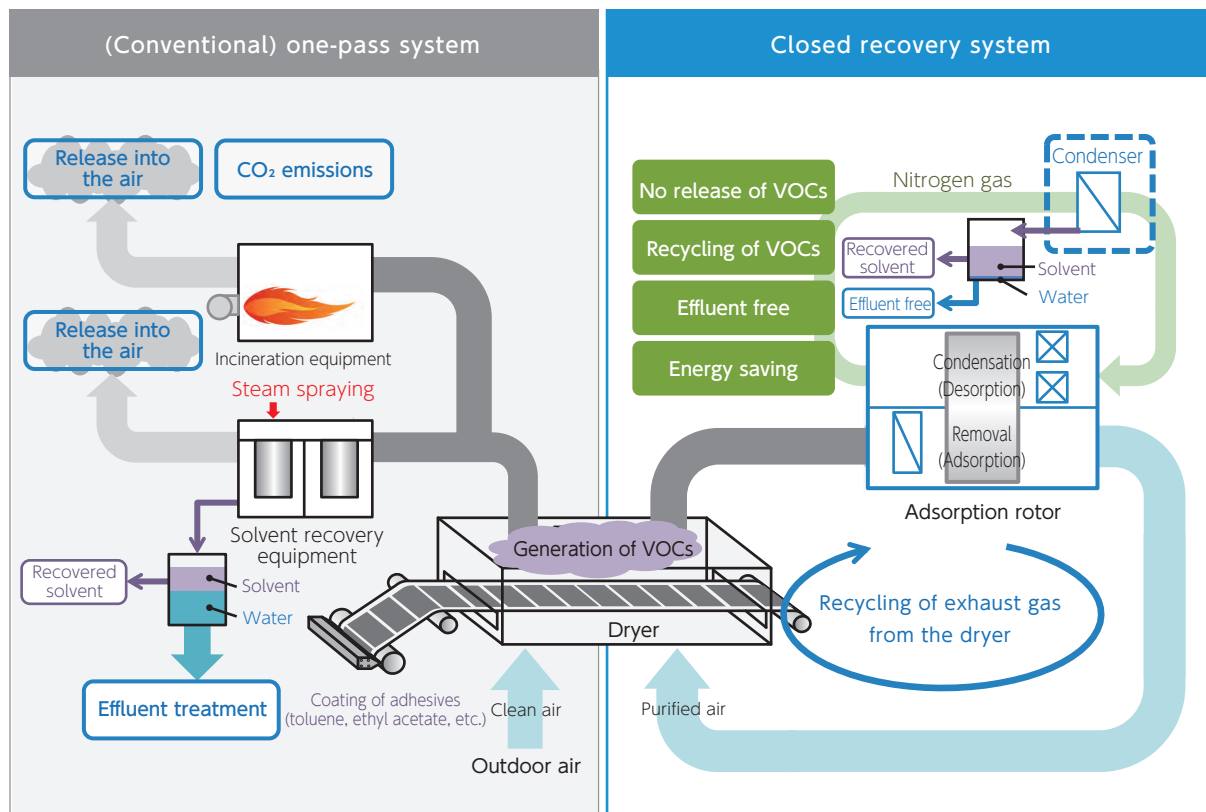 (Conventional) one-pass system
Release into
the air
CO₂ emissions
Incineration equipment
Release into
the air
Steam spraying
Solvent recovery
equipment
Recovered
solvent
Solvent
Water
Effluent treatment
Coating of adhesives
(toluene, ethyl acetate, etc.)
Clean air
Outdoor air
Generation of VOCs
Dryer
Closed recovery system
No release of VOCs
Recycling of VOCs
Effluent free
Energy saving
Nitrogen gas
Condenser
Recovered
solvent
Solvent
Water
Effluent free
Condensation
(Desorption)
Removal
(Adsorption)
Adsorption rotor
Recycling of exhaust gas
from the dryer
Purified air